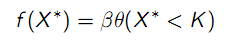 f(X*) = βθ(X* < K)